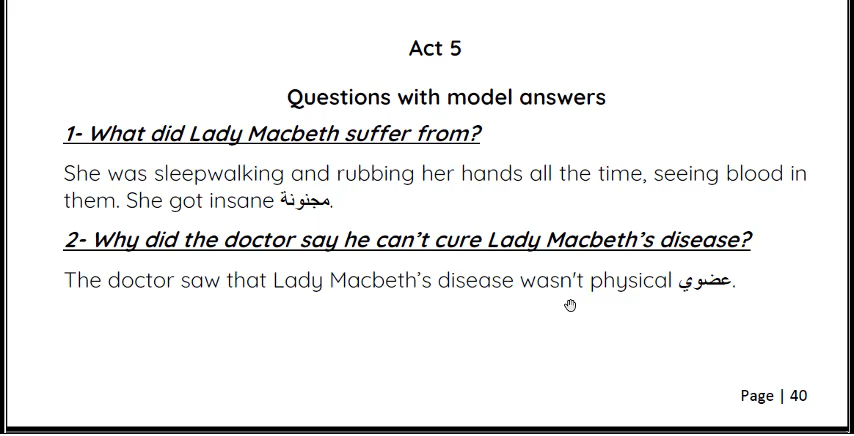 Act 5
Questions with model answers
1- What did Lady Macbeth suffer from?
She was sleepwalking and rubbing her hands all the time, seeing blood in
them. She got insane مجنونة.
2- Why did the doctor say he can’t cure Lady Macbeth’s disease?
The doctor saw that Lady Macbeth’s disease wasn't physical عضوي.
Page | 40